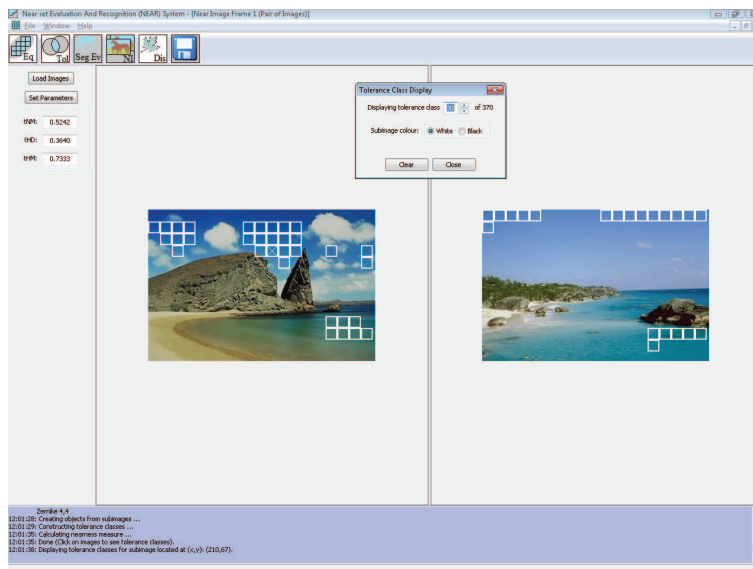 Near set Evaluation And Recognition (NEAR) System - [Near Image Frame 1 (Pair of Images)]
File Window Help
Eq Tol Seg Ev NI Dis
Load Images
Set Parameters
tNM: 0.5242
tHD: 0.3640
tHM: 0.7333
Tolerance Class Display
Displaying tolerance class of 370
Subimage colour: White Black
Clear Close
Zernike 4,4
12:01:28: Creating objects from subimages ...
12:01:29: Constructing tolerance classes ...
12:01:35: Calculating nearness measure ...
12:01:35: Done (Click on images to see tolerance classes).
12:01:38: Displaying tolerance classes for subimage located at (x,y): (210,67).